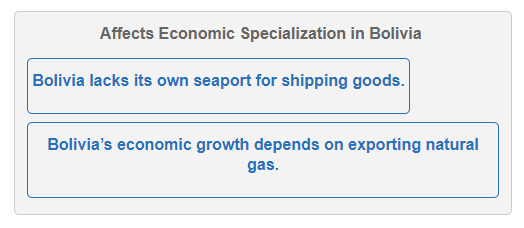 Affects Economic Specialization in Bolivia
Bolivia lacks its own seaport for shipping goods.
Bolivia’s economic growth depends on exporting natural
gas.